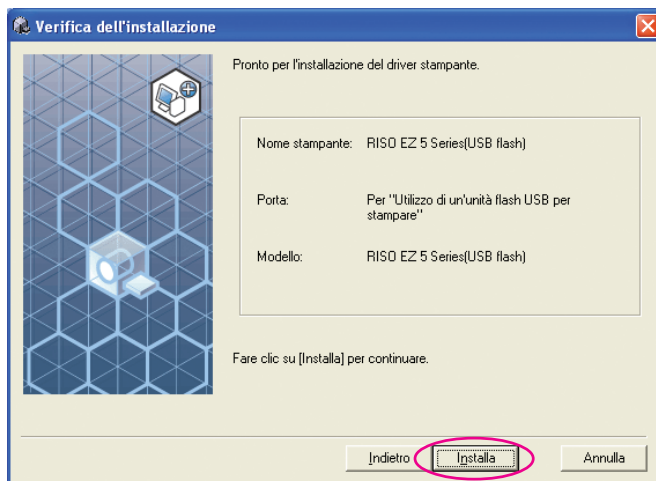 Verifica dell'installazione
Pronto per l'installazione del driver stampante.
Nome stampante: RISO EZ 5 Series(USB flash)
Porta: Per "Utilizzo di un'unità flash USB per
stampare"
Modello: RISO EZ 5 Series(USB flash)
Fare clic su [Installa] per continuare.
Indietro Installa Annulla